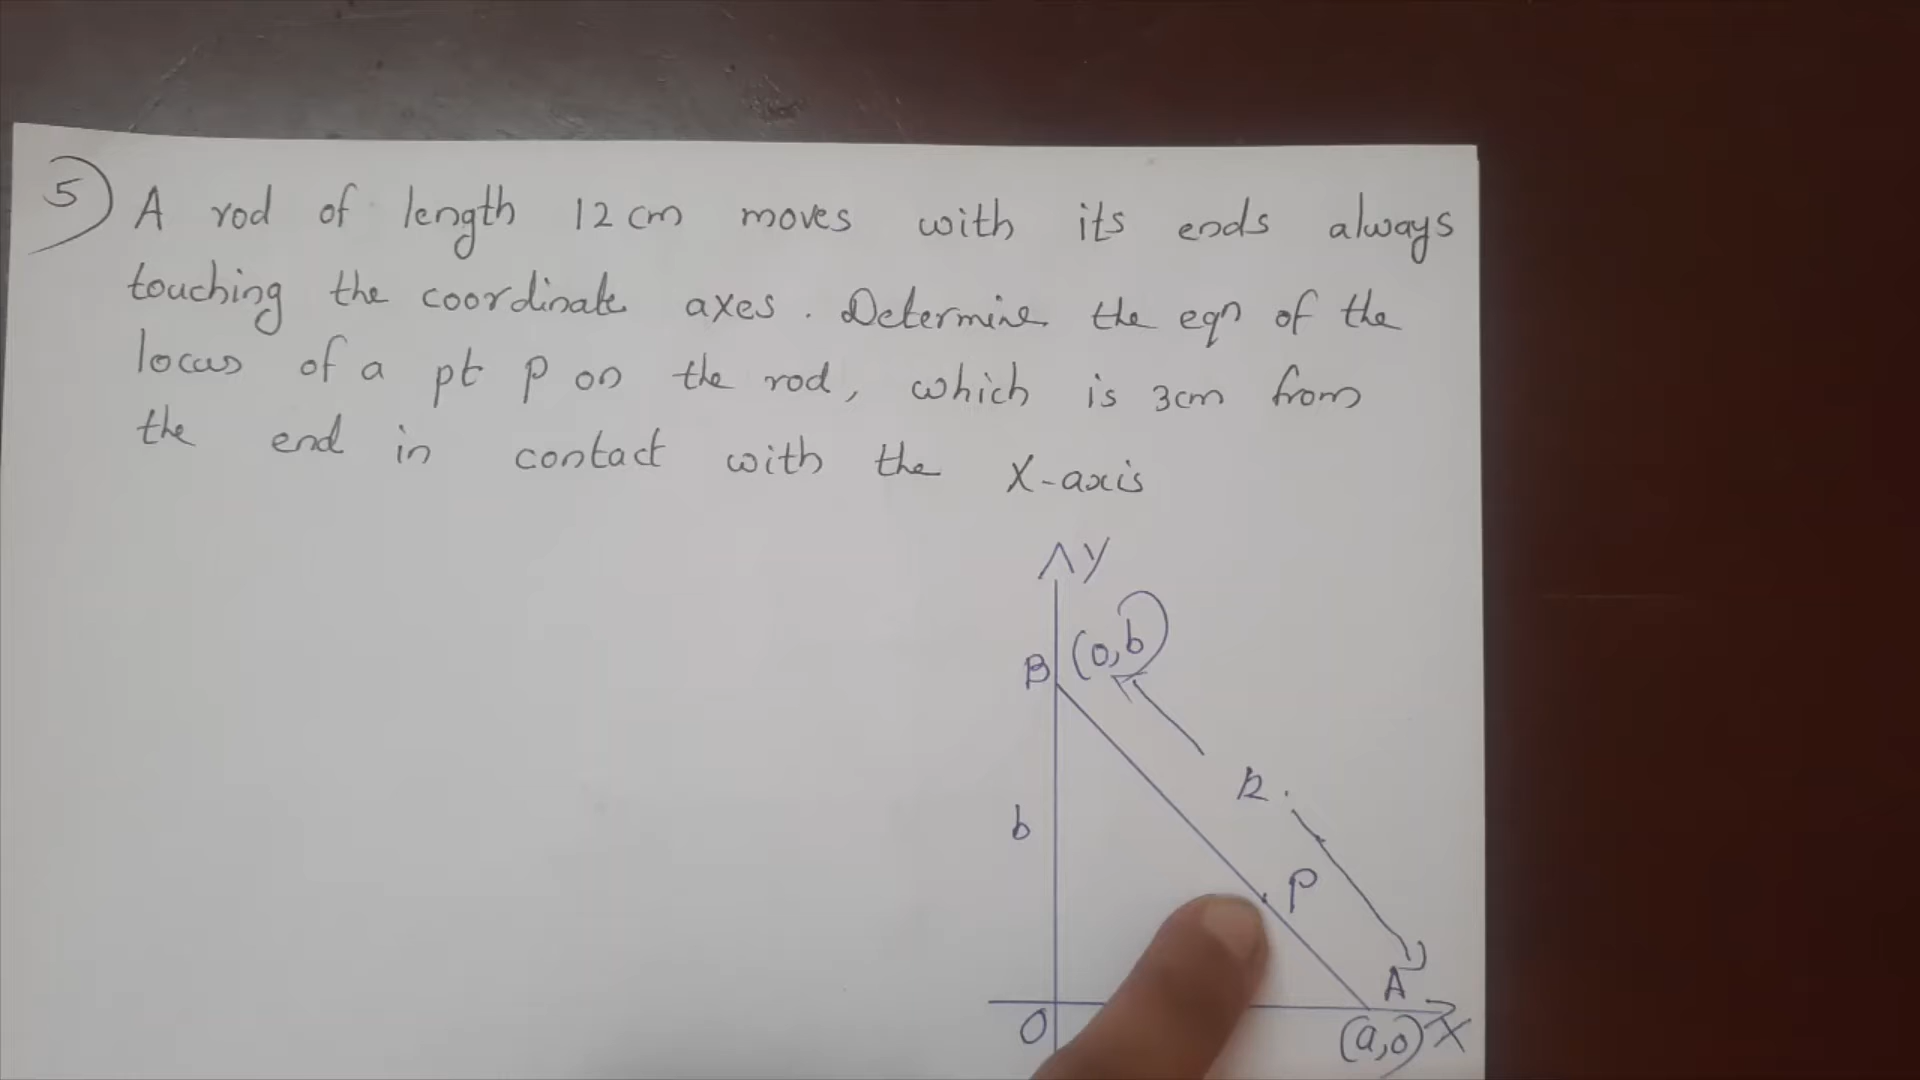 5) A rod of length 12 cm moves with its ends always
touching the coordinate axes. Determine the eqn of the
locus of a pt P on the rod, which is 3cm from
the end in contact with the X-axis
Y
B (0,b)
12
b
P
A
O
(a,0) X